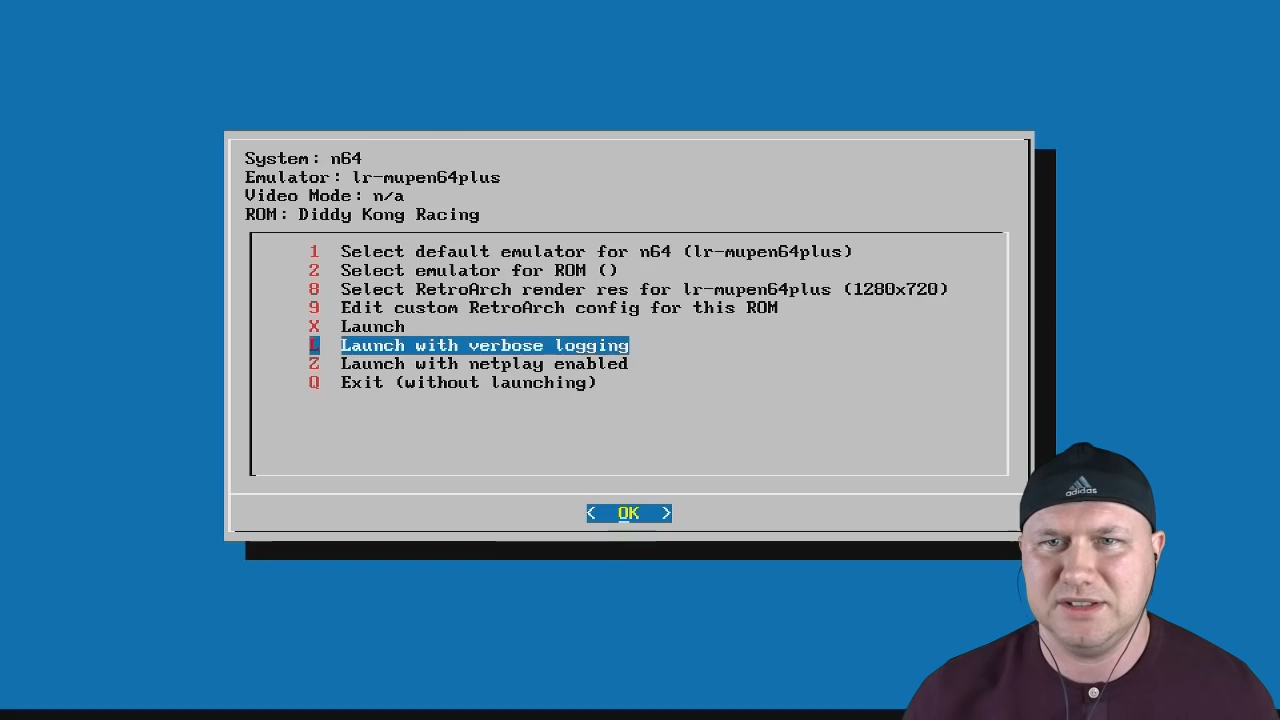 System: n64
Emulator: lr-mupen64plus
Video Mode: n/a
ROM: Diddy Kong Racing
1 Select default emulator for n64 (lr-mupen64plus)
2 Select emulator for ROM ()
8 Select RetroArch render res for lr-mupen64plus (1280x720)
9 Edit custom RetroArch config for this ROM
X Launch
L Launch with verbose logging
Z Launch with netplay enabled
Q Exit (without launching)
< OK >
adidas